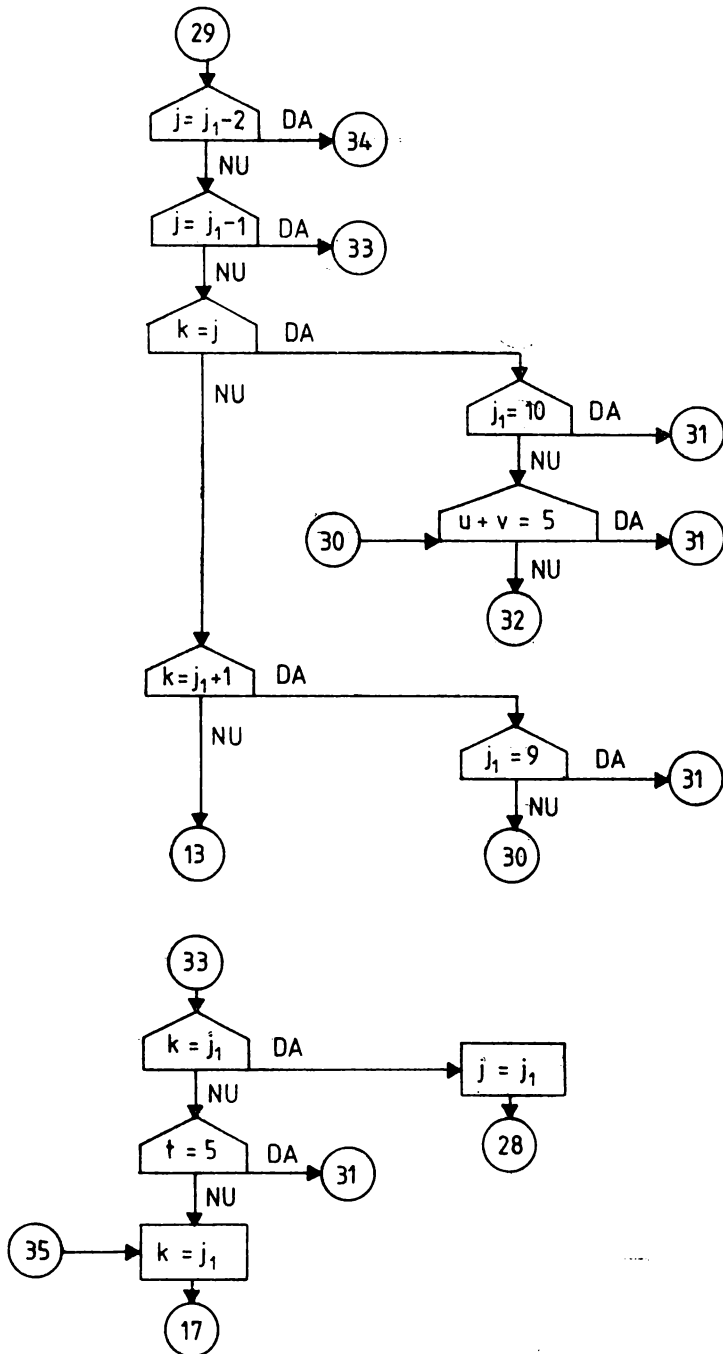 29
j = j₁-2 DA 34
NU
j = j₁-1 DA 33
NU
k = j DA
NU
j₁ = 10 DA 31
NU
30 u + v = 5 DA 31
NU
32
k = j₁+1 DA
NU
j₁ = 9 DA 31
NU
13 30
33
k = j₁ DA j = j₁
NU
28
t = 5 DA 31
NU
35 k = j₁
17